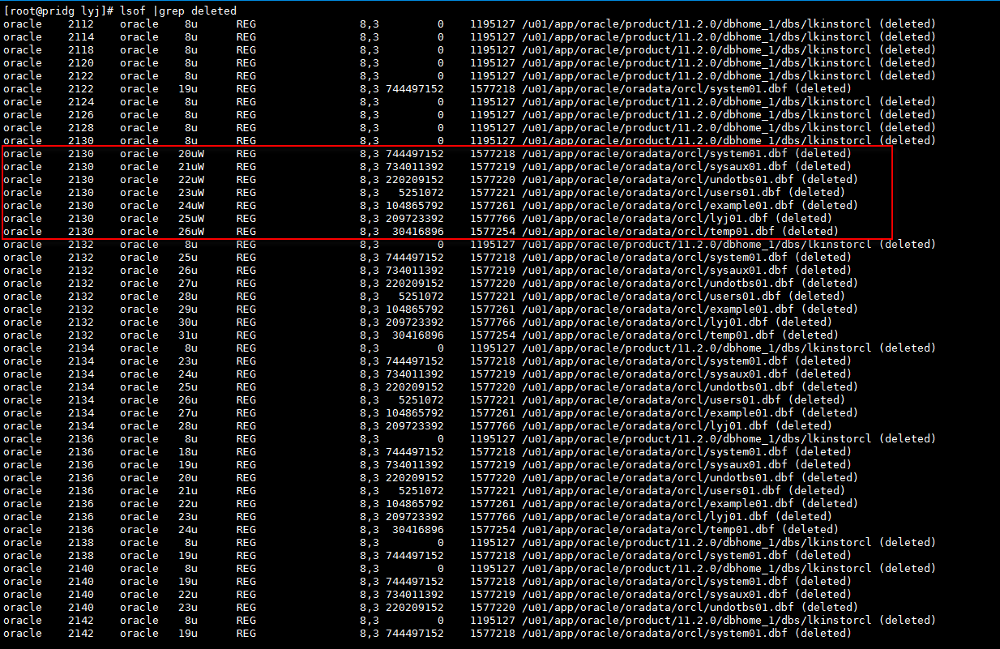 [root@pridg lyj]# lsof |grep deleted
oracle    2112    oracle    8u      REG                8,3         0    1195127 /u01/app/oracle/product/11.2.0/dbhome_1/dbs/lkinstorcl (deleted)
oracle    2114    oracle    8u      REG                8,3         0    1195127 /u01/app/oracle/product/11.2.0/dbhome_1/dbs/lkinstorcl (deleted)
oracle    2118    oracle    8u      REG                8,3         0    1195127 /u01/app/oracle/product/11.2.0/dbhome_1/dbs/lkinstorcl (deleted)
oracle    2120    oracle    8u      REG                8,3         0    1195127 /u01/app/oracle/product/11.2.0/dbhome_1/dbs/lkinstorcl (deleted)
oracle    2122    oracle    8u      REG                8,3         0    1195127 /u01/app/oracle/product/11.2.0/dbhome_1/dbs/lkinstorcl (deleted)
oracle    2122    oracle   19u      REG                8,3 744497152    1577218 /u01/app/oracle/oradata/orcl/system01.dbf (deleted)
oracle    2124    oracle    8u      REG                8,3         0    1195127 /u01/app/oracle/product/11.2.0/dbhome_1/dbs/lkinstorcl (deleted)
oracle    2126    oracle    8u      REG                8,3         0    1195127 /u01/app/oracle/product/11.2.0/dbhome_1/dbs/lkinstorcl (deleted)
oracle    2128    oracle    8u      REG                8,3         0    1195127 /u01/app/oracle/product/11.2.0/dbhome_1/dbs/lkinstorcl (deleted)
oracle    2130    oracle    8u      REG                8,3         0    1195127 /u01/app/oracle/product/11.2.0/dbhome_1/dbs/lkinstorcl (deleted)
oracle    2130    oracle   20uW     REG                8,3 744497152    1577218 /u01/app/oracle/oradata/orcl/system01.dbf (deleted)
oracle    2130    oracle   21uW     REG                8,3 734011392    1577219 /u01/app/oracle/oradata/orcl/sysaux01.dbf (deleted)
oracle    2130    oracle   22uW     REG                8,3 220209152    1577220 /u01/app/oracle/oradata/orcl/undotbs01.dbf (deleted)
oracle    2130    oracle   23uW     REG                8,3   5251072    1577221 /u01/app/oracle/oradata/orcl/users01.dbf (deleted)
oracle    2130    oracle   24uW     REG                8,3 104865792    1577261 /u01/app/oracle/oradata/orcl/example01.dbf (deleted)
oracle    2130    oracle   25uW     REG                8,3 209723392    1577766 /u01/app/oracle/oradata/orcl/lyj01.dbf (deleted)
oracle    2130    oracle   26uW     REG                8,3  30416896    1577254 /u01/app/oracle/oradata/orcl/temp01.dbf (deleted)
oracle    2132    oracle    8u      REG                8,3         0    1195127 /u01/app/oracle/product/11.2.0/dbhome_1/dbs/lkinstorcl (deleted)
oracle    2132    oracle   25u      REG                8,3 744497152    1577218 /u01/app/oracle/oradata/orcl/system01.dbf (deleted)
oracle    2132    oracle   26u      REG                8,3 734011392    1577219 /u01/app/oracle/oradata/orcl/sysaux01.dbf (deleted)
oracle    2132    oracle   27u      REG                8,3 220209152    1577220 /u01/app/oracle/oradata/orcl/undotbs01.dbf (deleted)
oracle    2132    oracle   28u      REG                8,3   5251072    1577221 /u01/app/oracle/oradata/orcl/users01.dbf (deleted)
oracle    2132    oracle   29u      REG                8,3 104865792    1577261 /u01/app/oracle/oradata/orcl/example01.dbf (deleted)
oracle    2132    oracle   30u      REG                8,3 209723392    1577766 /u01/app/oracle/oradata/orcl/lyj01.dbf (deleted)
oracle    2132    oracle   31u      REG                8,3  30416896    1577254 /u01/app/oracle/oradata/orcl/temp01.dbf (deleted)
oracle    2134    oracle    8u      REG                8,3         0    1195127 /u01/app/oracle/product/11.2.0/dbhome_1/dbs/lkinstorcl (deleted)
oracle    2134    oracle   23u      REG                8,3 744497152    1577218 /u01/app/oracle/oradata/orcl/system01.dbf (deleted)
oracle    2134    oracle   24u      REG                8,3 734011392    1577219 /u01/app/oracle/oradata/orcl/sysaux01.dbf (deleted)
oracle    2134    oracle   25u      REG                8,3 220209152    1577220 /u01/app/oracle/oradata/orcl/undotbs01.dbf (deleted)
oracle    2134    oracle   26u      REG                8,3   5251072    1577221 /u01/app/oracle/oradata/orcl/users01.dbf (deleted)
oracle    2134    oracle   27u      REG                8,3 104865792    1577261 /u01/app/oracle/oradata/orcl/example01.dbf (deleted)
oracle    2134    oracle   28u      REG                8,3 209723392    1577766 /u01/app/oracle/oradata/orcl/lyj01.dbf (deleted)
oracle    2136    oracle    8u      REG                8,3         0    1195127 /u01/app/oracle/product/11.2.0/dbhome_1/dbs/lkinstorcl (deleted)
oracle    2136    oracle   18u      REG                8,3 744497152    1577218 /u01/app/oracle/oradata/orcl/system01.dbf (deleted)
oracle    2136    oracle   19u      REG                8,3 734011392    1577219 /u01/app/oracle/oradata/orcl/sysaux01.dbf (deleted)
oracle    2136    oracle   20u      REG                8,3 220209152    1577220 /u01/app/oracle/oradata/orcl/undotbs01.dbf (deleted)
oracle    2136    oracle   21u      REG                8,3   5251072    1577221 /u01/app/oracle/oradata/orcl/users01.dbf (deleted)
oracle    2136    oracle   22u      REG                8,3 104865792    1577261 /u01/app/oracle/oradata/orcl/example01.dbf (deleted)
oracle    2136    oracle   23u      REG                8,3 209723392    1577766 /u01/app/oracle/oradata/orcl/lyj01.dbf (deleted)
oracle    2136    oracle   24u      REG                8,3  30416896    1577254 /u01/app/oracle/oradata/orcl/temp01.dbf (deleted)
oracle    2138    oracle    8u      REG                8,3         0    1195127 /u01/app/oracle/product/11.2.0/dbhome_1/dbs/lkinstorcl (deleted)
oracle    2138    oracle   19u      REG                8,3 744497152    1577218 /u01/app/oracle/oradata/orcl/system01.dbf (deleted)
oracle    2140    oracle    8u      REG                8,3         0    1195127 /u01/app/oracle/product/11.2.0/dbhome_1/dbs/lkinstorcl (deleted)
oracle    2140    oracle   19u      REG                8,3 744497152    1577218 /u01/app/oracle/oradata/orcl/system01.dbf (deleted)
oracle    2140    oracle   22u      REG                8,3 734011392    1577219 /u01/app/oracle/oradata/orcl/sysaux01.dbf (deleted)
oracle    2140    oracle   23u      REG                8,3 220209152    1577220 /u01/app/oracle/oradata/orcl/undotbs01.dbf (deleted)
oracle    2142    oracle    8u      REG                8,3         0    1195127 /u01/app/oracle/product/11.2.0/dbhome_1/dbs/lkinstorcl (deleted)
oracle    2142    oracle   19u      REG                8,3 744497152    1577218 /u01/app/oracle/oradata/orcl/system01.dbf (deleted)